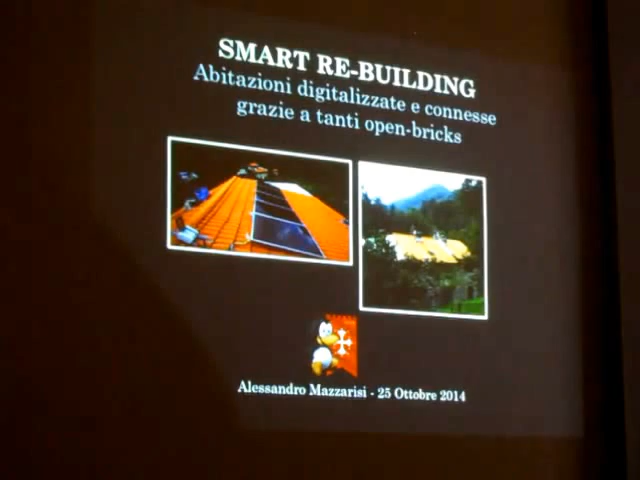 SMART RE-BUILDING
Abitazioni digitalizzate e connesse
grazie a tanti open-bricks
Alessandro Mazzarisi - 25 Ottobre 2014